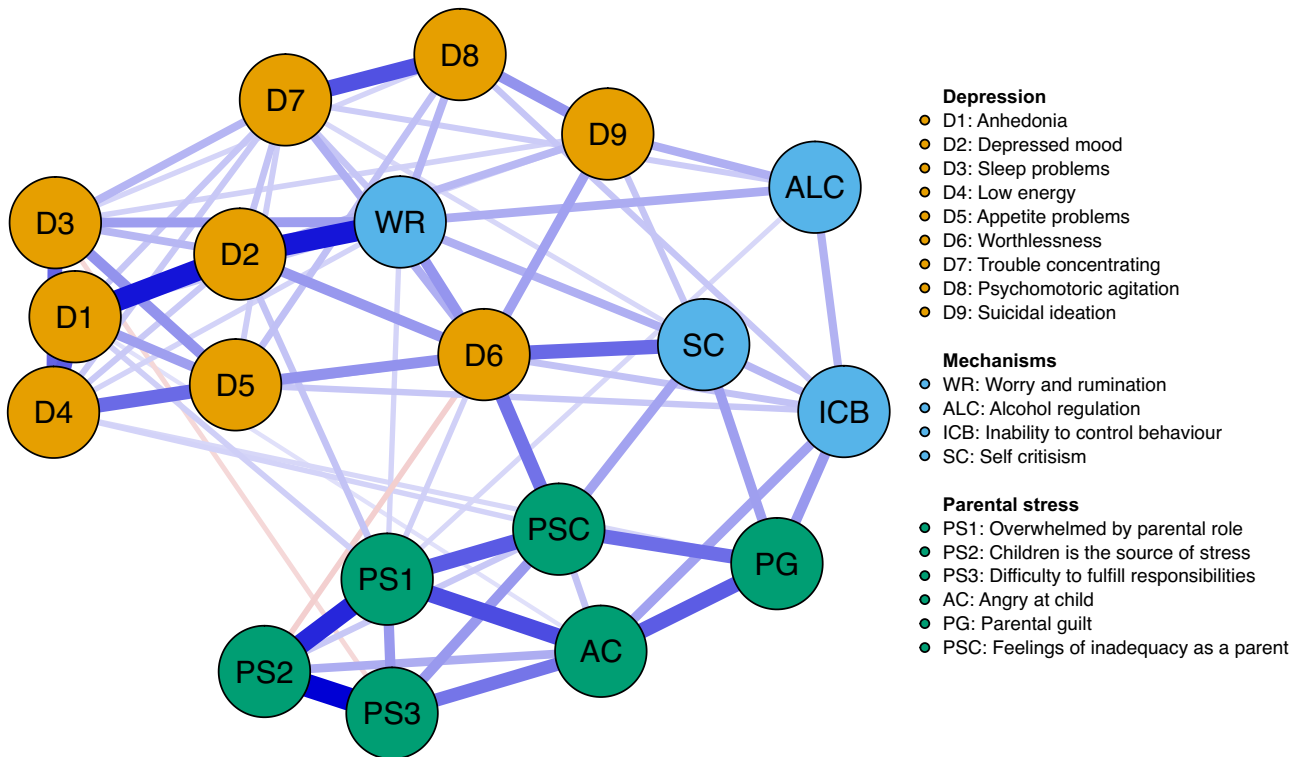 D8
D7
D9
ALC
D3
WR
D2
D1
SC
D6
D5
D4
ICB
PSC
PG
PS1
AC
PS2
PS3
Depression
D1: Anhedonia
D2: Depressed mood
D3: Sleep problems
D4: Low energy
D5: Appetite problems
D6: Worthlessness
D7: Trouble concentrating
D8: Psychomotoric agitation
D9: Suicidal ideation
Mechanisms
WR: Worry and rumination
ALC: Alcohol regulation
ICB: Inability to control behaviour
SC: Self critisism
Parental stress
PS1: Overwhelmed by parental role
PS2: Children is the source of stress
PS3: Difficulty to fulfill responsibilities
AC: Angry at child
PG: Parental guilt
PSC: Feelings of inadequacy as a parent